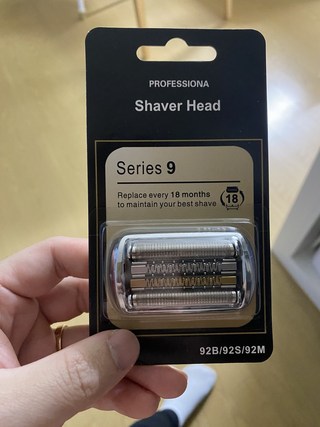 PROFESSIONA
Shaver Head
Series 9
Replace every 18 months
to maintain your best shave
18
92B/92S/92M